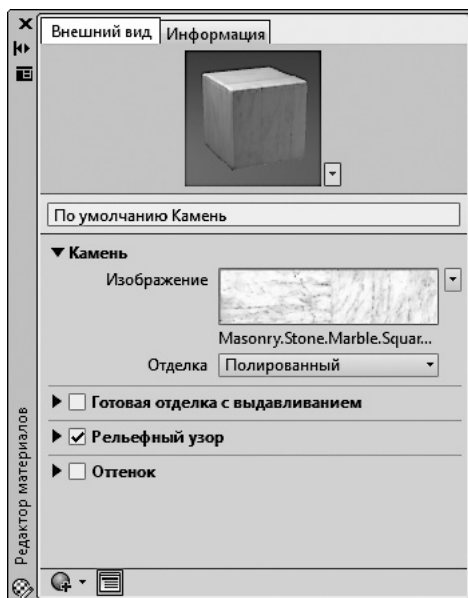 Внешний вид Информация
По умолчанию Камень
Камень
Изображение
Masonry.Stone.Marble.Squar...
Отделка Полированный
Готовая отделка с выдавливанием
Рельефный узор
Оттенок
Редактор материалов